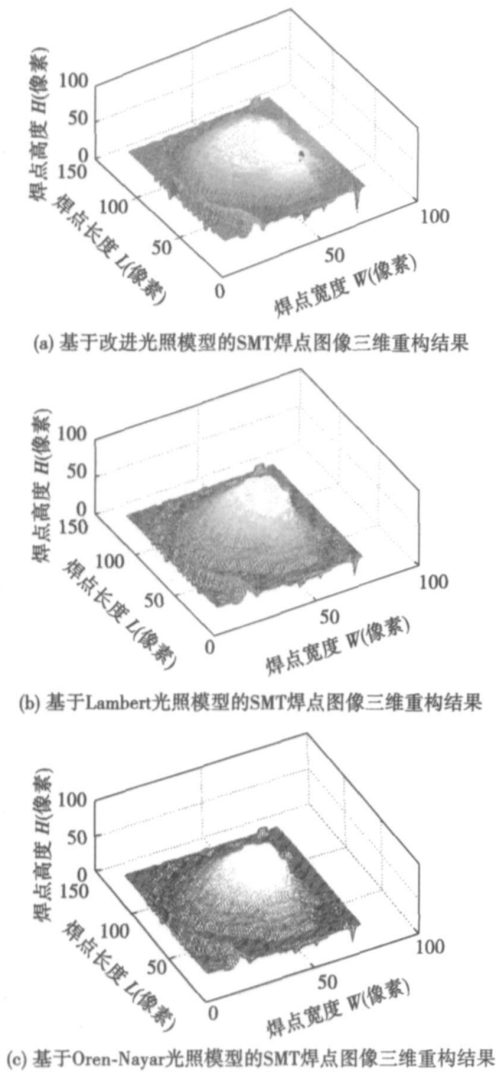 焊点高度 H(像素)
100
50
0
150
100
50
0
焊点长度 L(像素)
50
100
焊点宽度 W(像素)
(a) 基于改进光照模型的SMT焊点图像三维重构结果
焊点高度 H(像素)
100
50
0
150
100
50
0
焊点长度 L(像素)
50
100
焊点宽度 W(像素)
(b) 基于Lambert光照模型的SMT焊点图像三维重构结果
焊点高度 H(像素)
100
50
0
150
100
50
0
焊点长度 L(像素)
50
100
焊点宽度 W(像素)
(c) 基于Oren-Nayar光照模型的SMT焊点图像三维重构结果